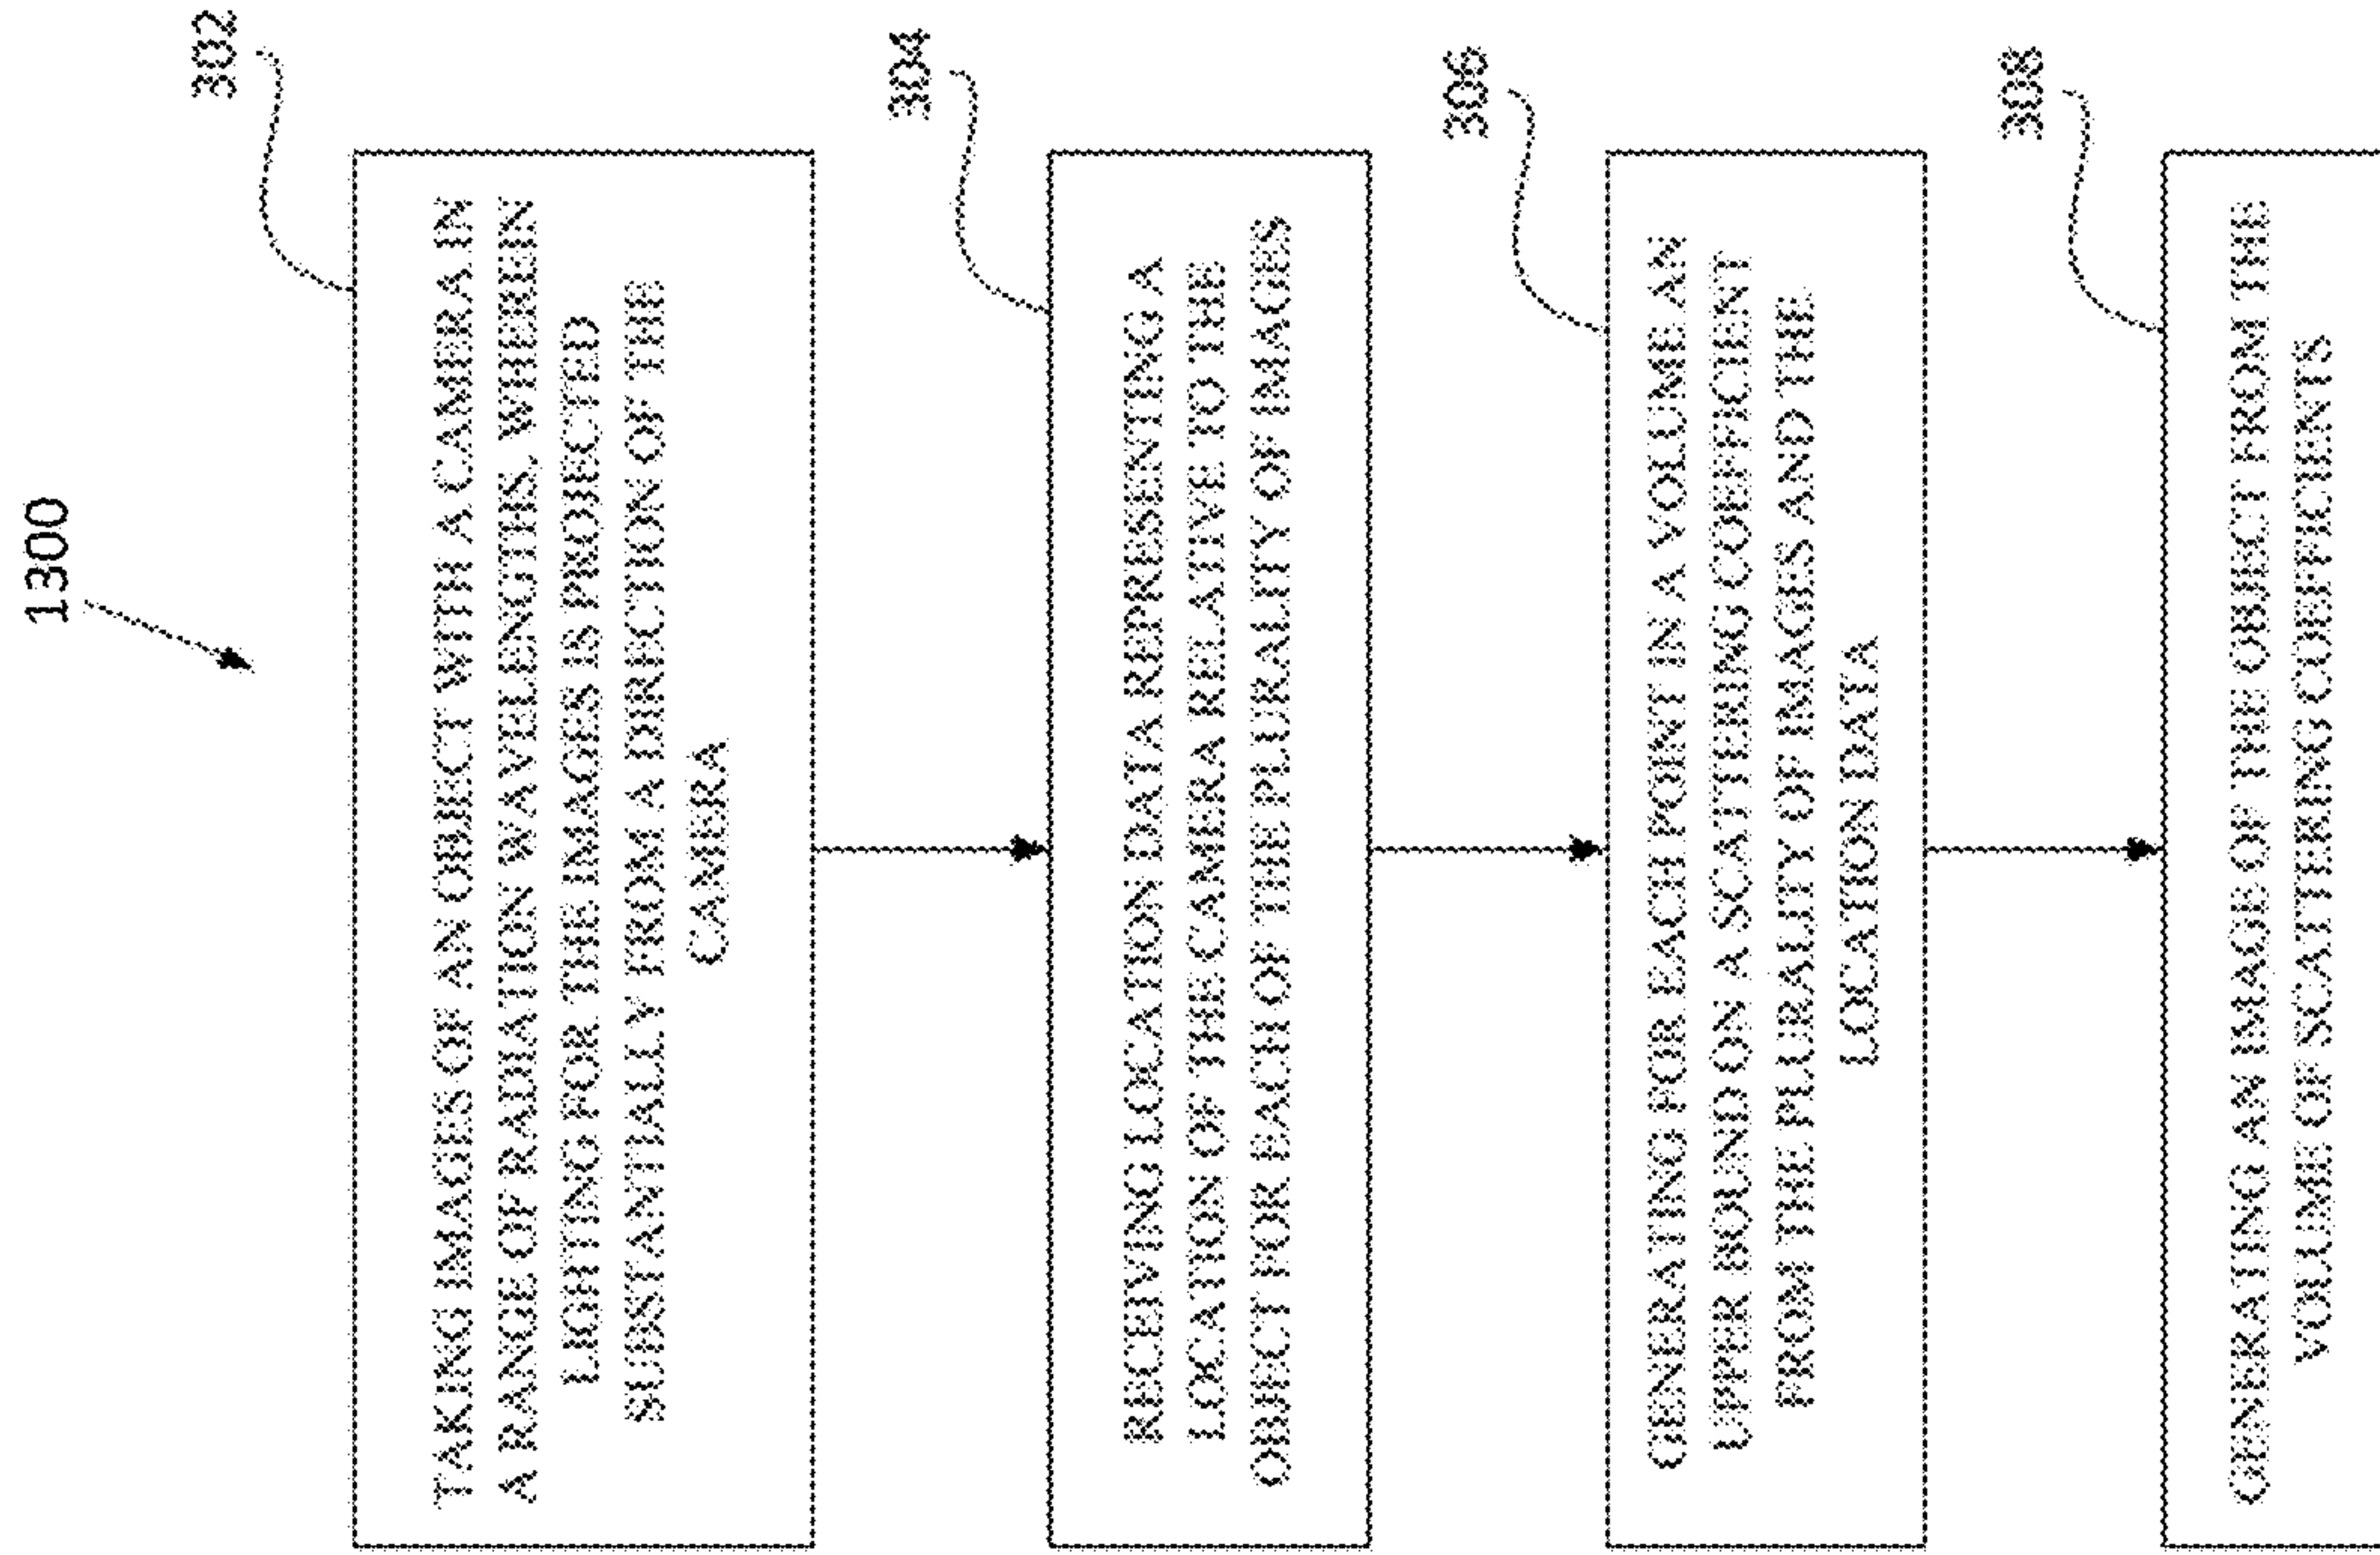 1300
302
TAKING IMAGES OF AN OBJECT WITH A CAMERA IN
A RANGE OF RADIATION WAVELENGTHS, WHEREIN
LIGHTING FOR THE IMAGES IS PROJECTED
SUBSTANTIALLY FROM A DIRECTION OF THE
CAMERA
304
RECEIVING LOCATION DATA REPRESENTING A
LOCATION OF THE CAMERA RELATIVE TO THE
OBJECT FOR EACH OF THE PLURALITY OF IMAGES
306
GENERATING FOR EACH POINT IN A VOLUME AN
UPPER BOUND ON A SCATTERING COEFFICIENT
FROM THE PLURALITY OF IMAGES AND THE
LOCATION DATA
308
GENERATING AN IMAGE OF THE OBJECT FROM THE
VOLUME OF SCATTERING COEFFICIENTS